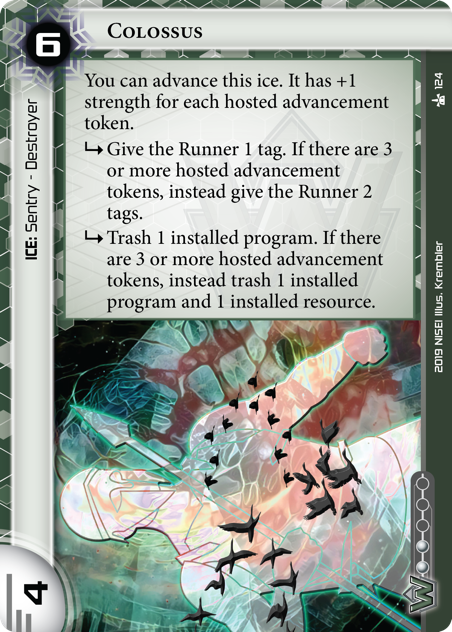 6
COLOSSUS
ICE: Sentry - Destroyer
You can advance this ice. It has +1
strength for each hosted advancement
token.
Give the Runner 1 tag. If there are 3
or more hosted advancement
tokens, instead give the Runner 2
tags.
Trash 1 installed program. If there
are 3 or more hosted advancement
tokens, instead trash 1 installed
program and 1 installed resource.
124
2019 NISEI Illus. Krembler
4
W